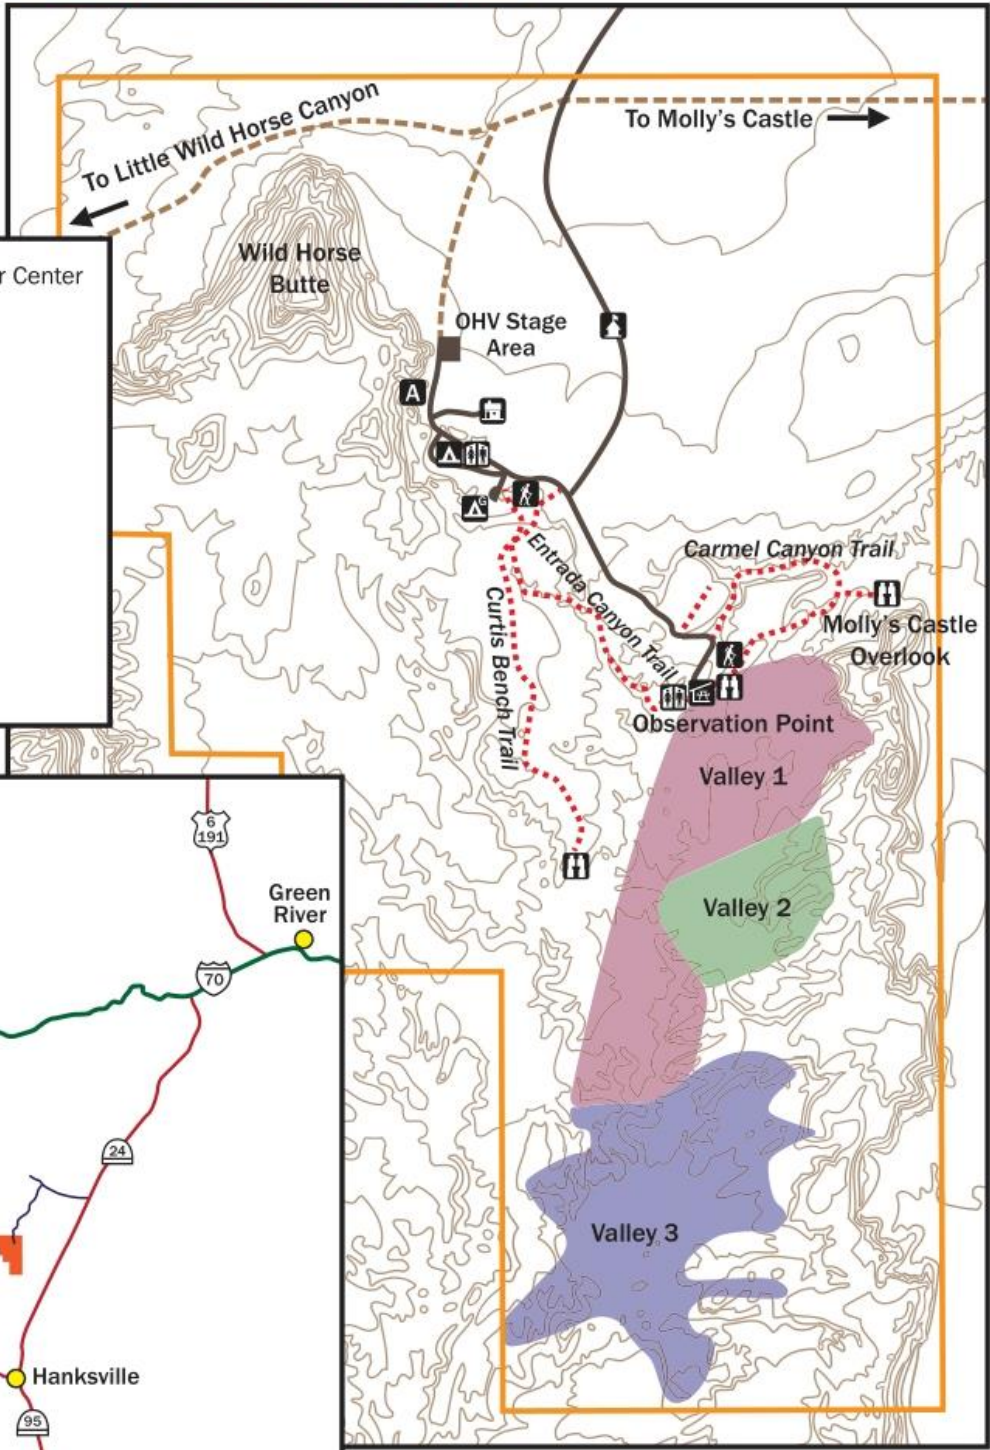 To Little Wild Horse Canyon
To Molly's Castle
r Center
Wild Horse
Butte
OHV Stage
Area
A
G
Entrada Canyon Trail
Carmel Canyon Trail
Curtis Bench Trail
Molly's Castle
Overlook
Observation Point
Valley 1
Valley 2
Valley 3
6
191
Green
River
70
24
Hanksville
95